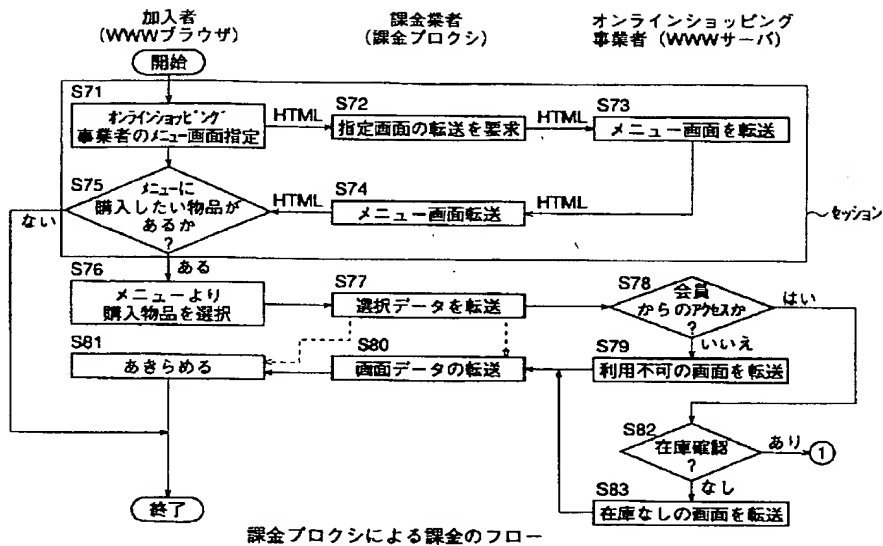 加入者
(WWWブラウザ)
課金業者
(課金プロクシ)
オンラインショッピング
事業者(WWWサーバ)
開始
S71
オンラインショッピング
事業者のメニュー画面指定
HTML
S72
指定画面の転送を要求
HTML
S73
メニュー画面を転送
S75
メニューに
購入したい物品が
あるか
?
HTML
S74
メニュー画面転送
HTML
セッション
ない
ある
S76
メニューより
購入物品を選択
S77
選択データを転送
S78
会員
からのアクセスか
?
はい
いいえ
S81
あきらめる
S80
画面データの転送
S79
利用不可の画面を転送
S82
在庫確認
?
あり
1
なし
S83
在庫なしの画面を転送
終了
課金プロクシによる課金のフロー